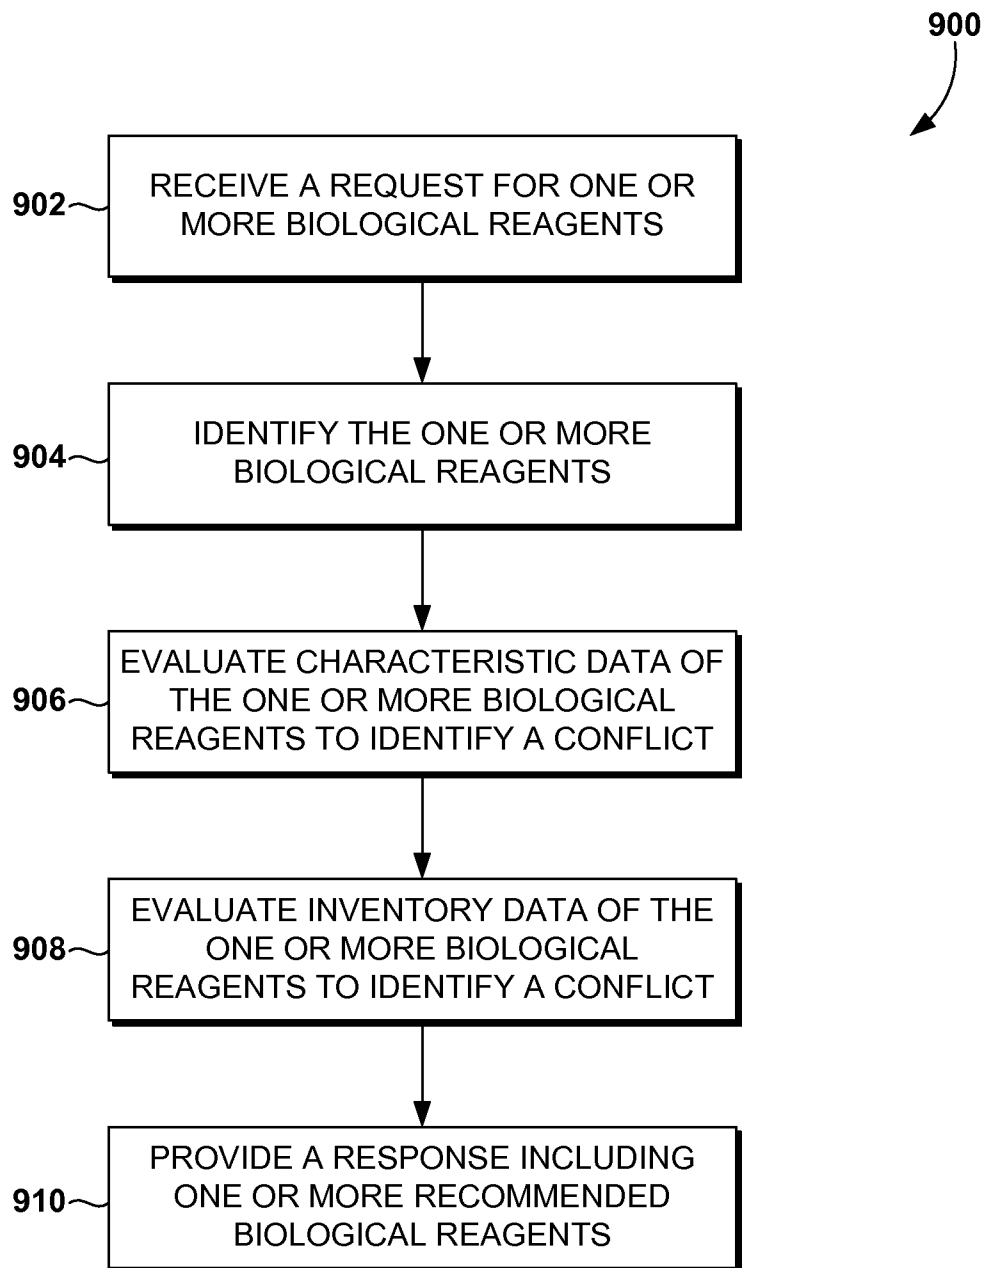 900
902
RECEIVE A REQUEST FOR ONE OR
MORE BIOLOGICAL REAGENTS
904
IDENTIFY THE ONE OR MORE
BIOLOGICAL REAGENTS
906
EVALUATE CHARACTERISTIC DATA OF
THE ONE OR MORE BIOLOGICAL
REAGENTS TO IDENTIFY A CONFLICT
908
EVALUATE INVENTORY DATA OF THE
ONE OR MORE BIOLOGICAL
REAGENTS TO IDENTIFY A CONFLICT
910
PROVIDE A RESPONSE INCLUDING
ONE OR MORE RECOMMENDED
BIOLOGICAL REAGENTS